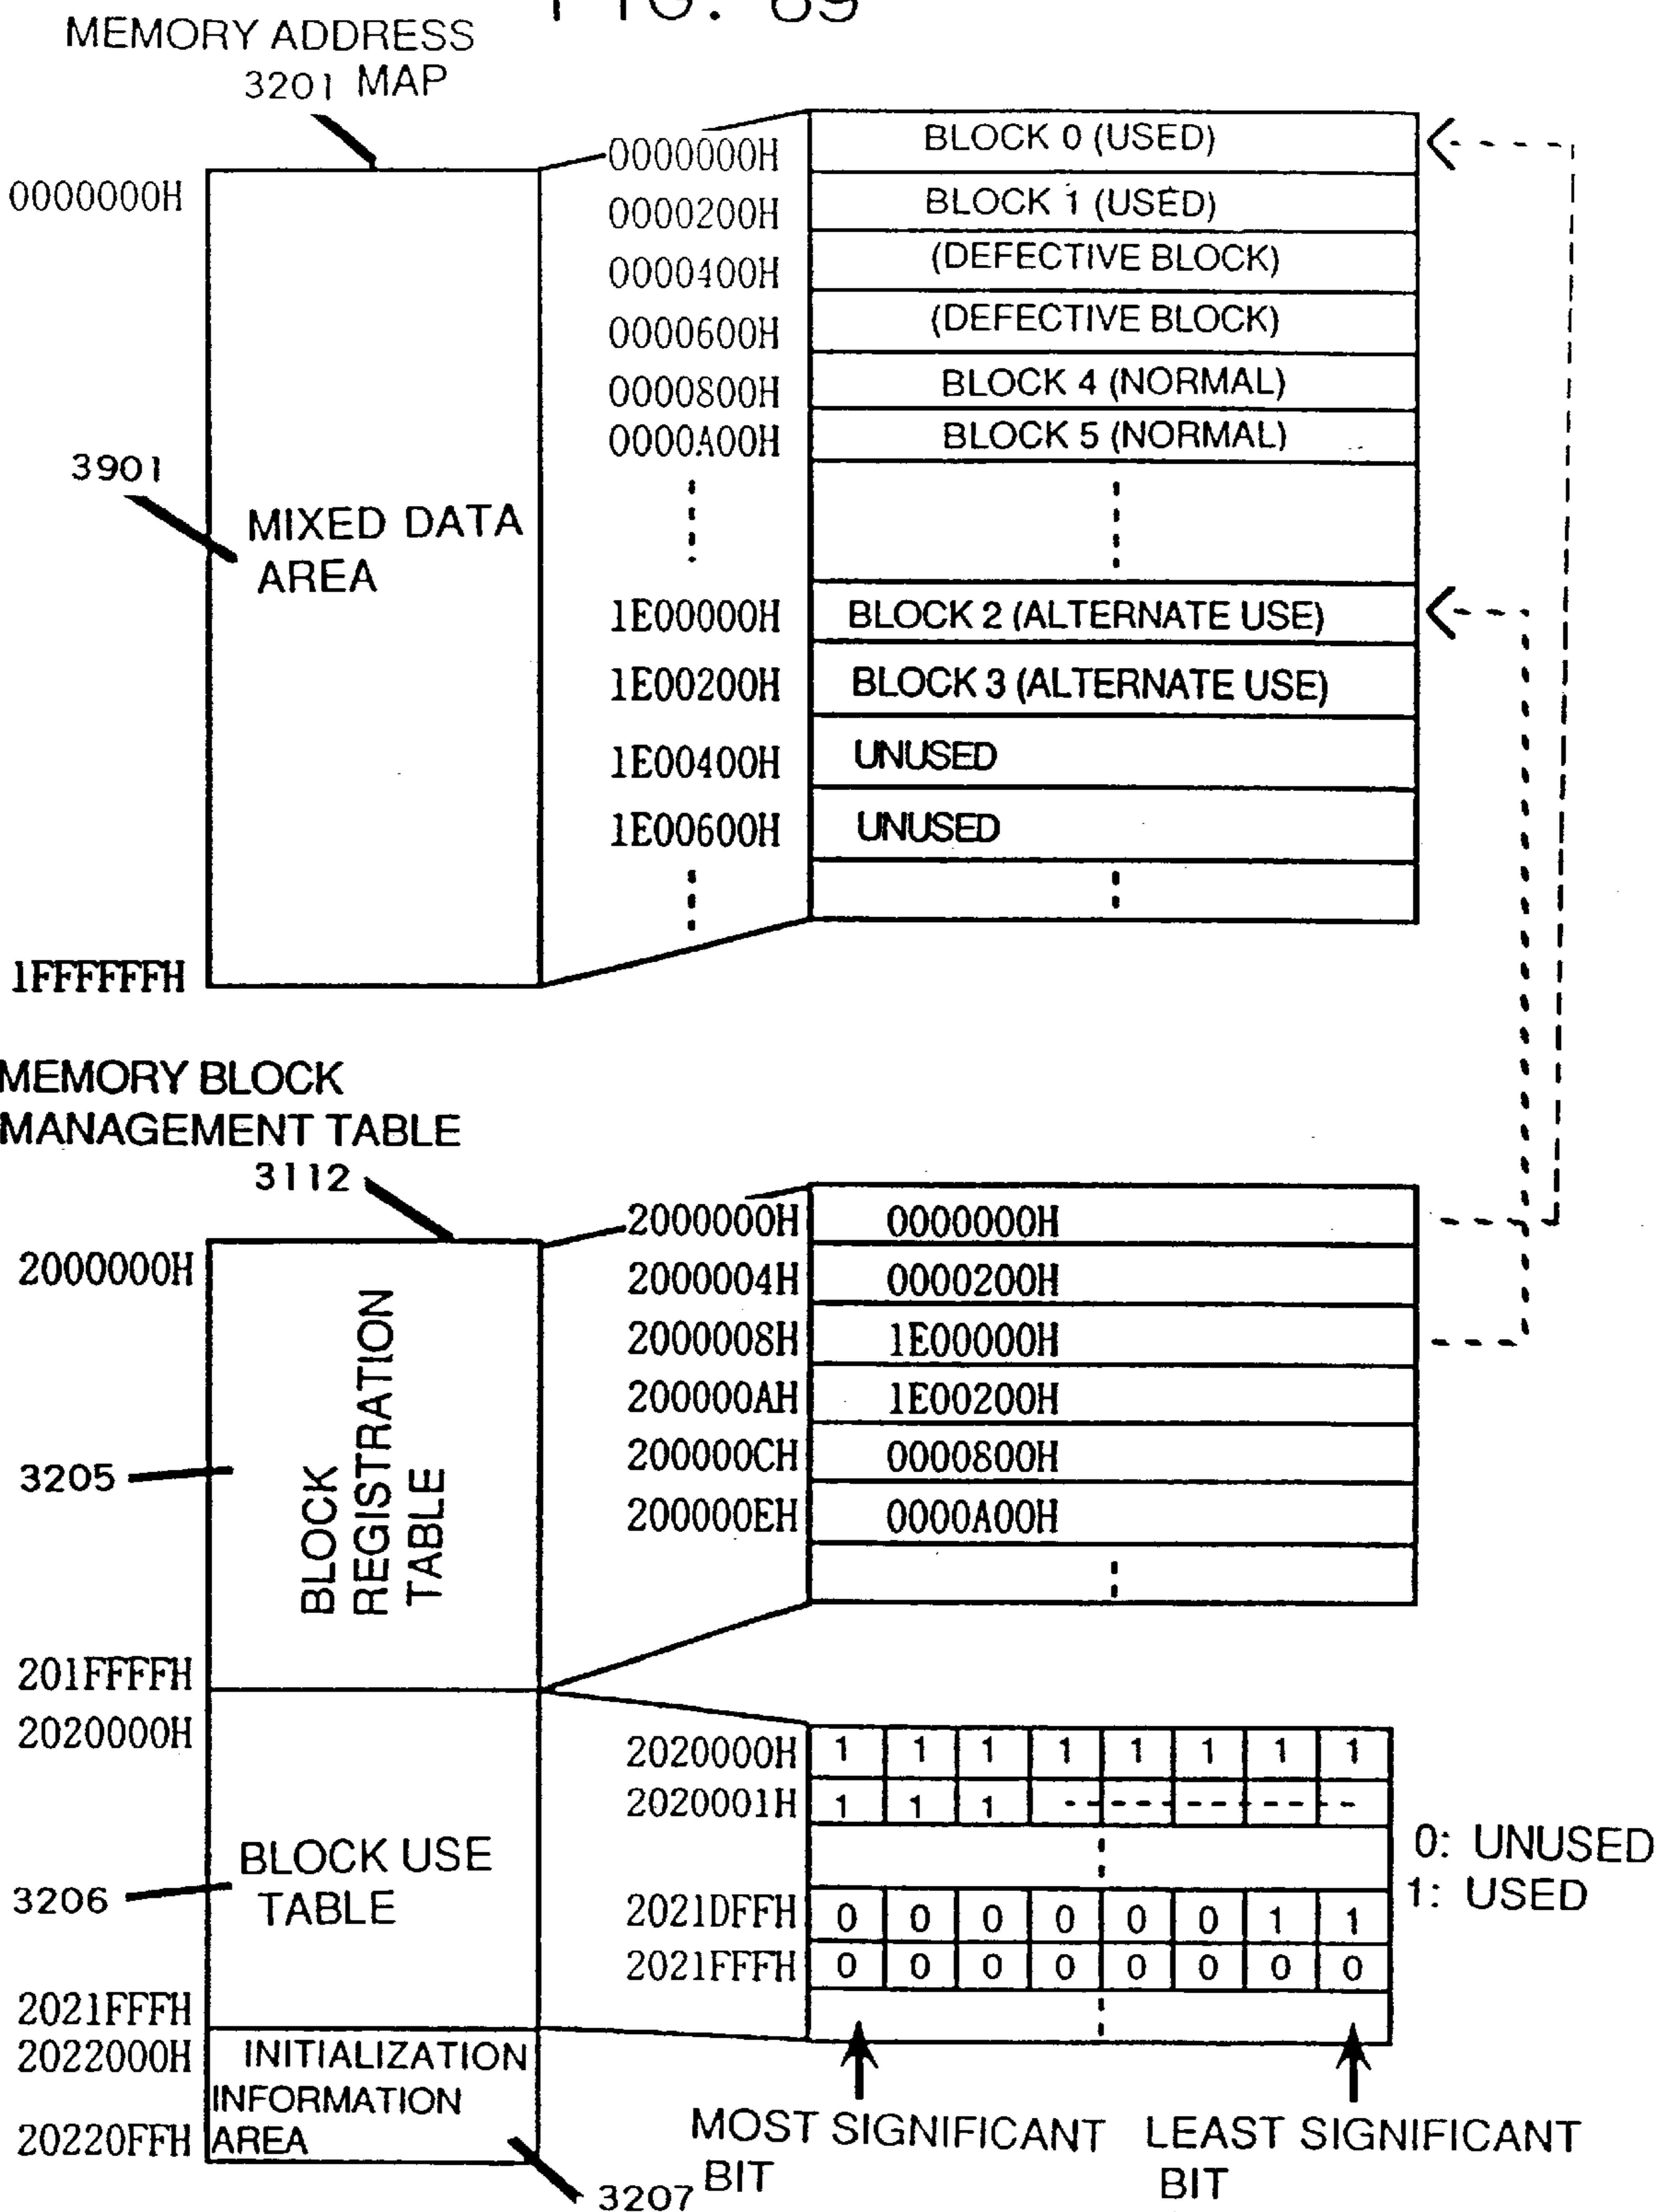 MEMORY ADDRESS
3201 MAP
0000000H
3901
MIXED DATA
AREA
1FFFFFFH
0000000H BLOCK 0 (USED)
0000200H BLOCK 1 (USED)
0000400H (DEFECTIVE BLOCK)
0000600H (DEFECTIVE BLOCK)
0000800H BLOCK 4 (NORMAL)
0000A00H BLOCK 5 (NORMAL)
1E00000H BLOCK 2 (ALTERNATE USE)
1E00200H BLOCK 3 (ALTERNATE USE)
1E00400H UNUSED
1E00600H UNUSED
MEMORY BLOCK
MANAGEMENT TABLE
3112
2000000H
BLOCK
REGISTRATION
TABLE
3205
201FFFFH
2000000H 0000000H
2000004H 0000200H
2000008H 1E00000H
200000AH 1E00200H
200000CH 0000800H
200000EH 0000A00H
2020000H
BLOCK USE
TABLE
3206
2021FFFH
2020000H 1 1 1 1 1 1 1 1
2020001H 1 1 1
2021DFFH 0 0 0 0 0 0 1 1
2021FFFH 0 0 0 0 0 0 0 0
0: UNUSED
1: USED
2022000H
INITIALIZATION
INFORMATION
AREA
20220FFH
3207
MOST SIGNIFICANT
BIT
LEAST SIGNIFICANT
BIT